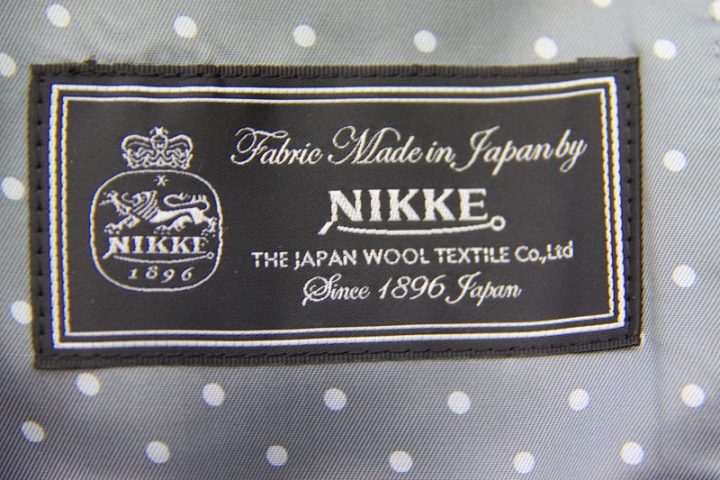 NIKKE
1896
Fabric Made in Japan by
NIKKE
THE JAPAN WOOL TEXTILE Co.,Ltd
Since 1896 Japan